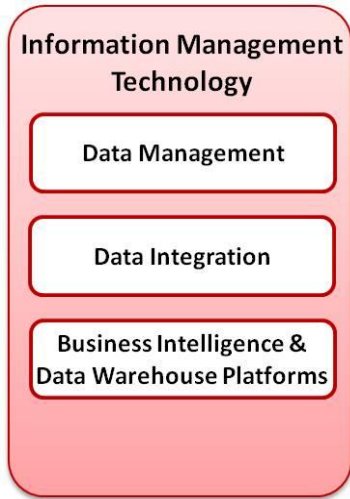 Information Management
Technology
Data Management
Data Integration
Business Intelligence &
Data Warehouse Platforms